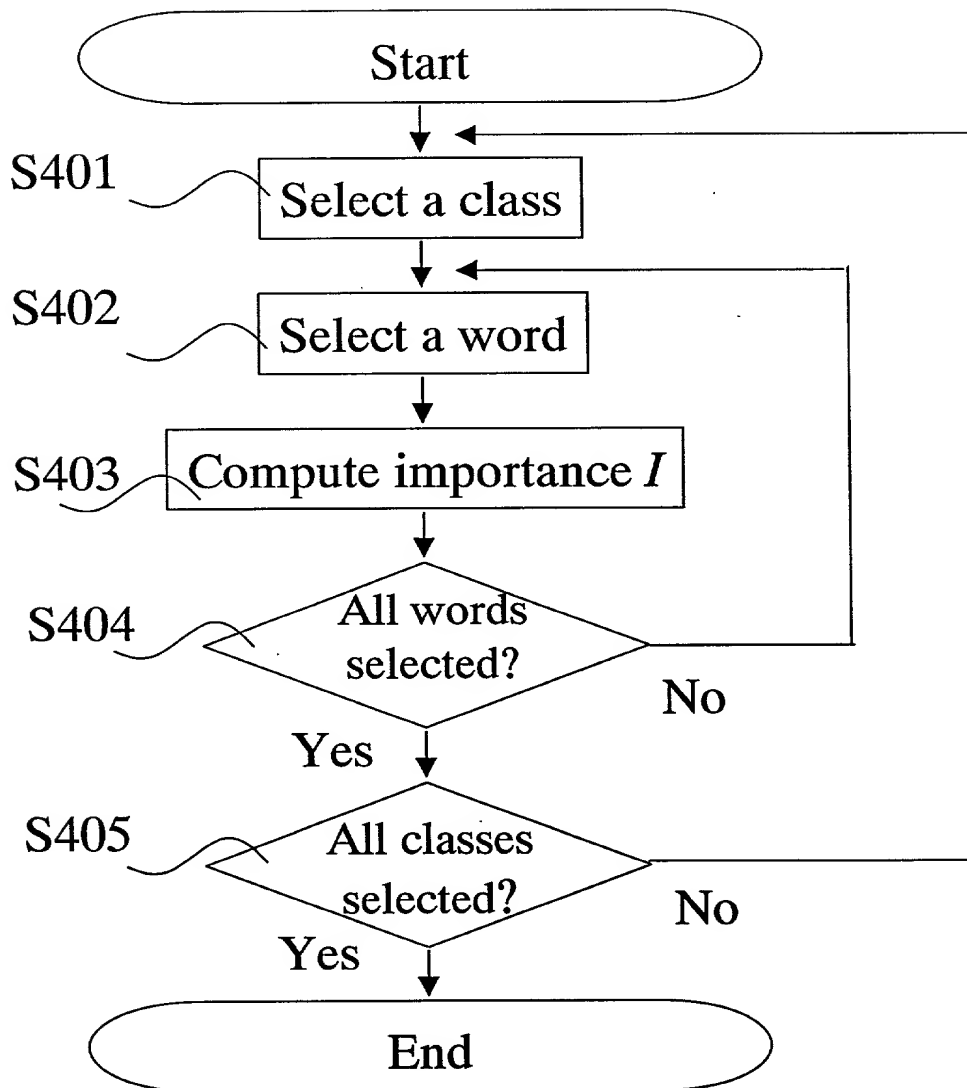 Start
S401
Select a class
S402
Select a word
S403
Compute importance I
S404
All words
selected?
No
Yes
S405
All classes
selected?
No
Yes
End